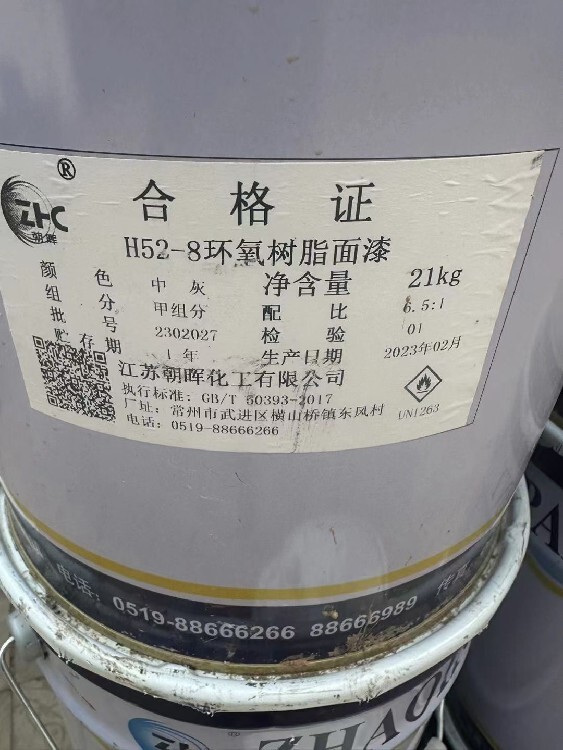 ZHC ®
朝晖
合格证
H52-8环氧树脂面漆
颜色 中灰 净含量 21kg
组分 甲组分 配比 6.5:1
批号 2302027 检验 01
贮存期 1年 生产日期 2023年02月
江苏朝晖化工有限公司
执行标准: GB/T 50393-2017
厂址: 常州市武进区横山桥镇东风村
电话: 0519-88666266
UN1263
电话: 0519-88666266 88666989